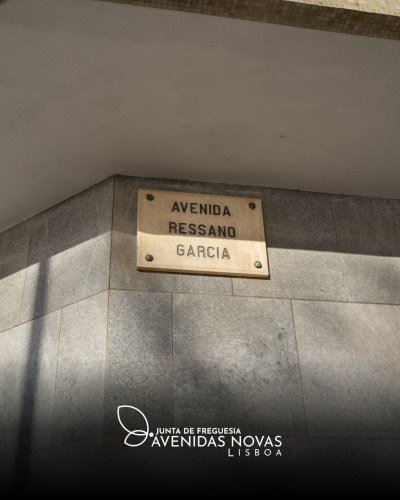 AVENIDA
RESSANO
GARCIA
JUNTA DE FREGUESIA
AVENIDAS NOVAS
LISBOA